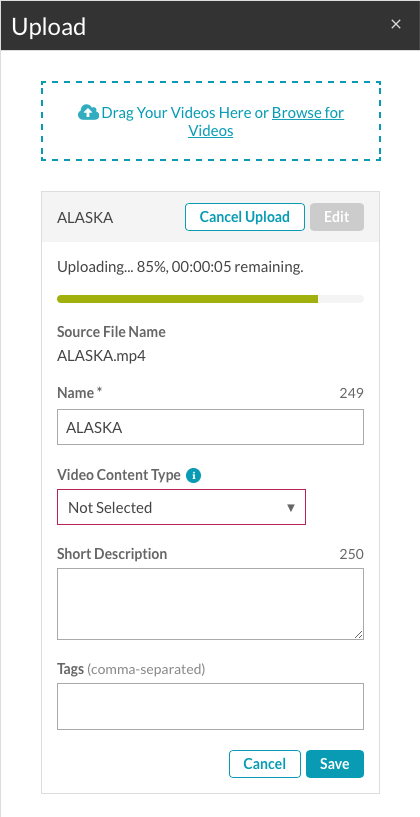 Upload ×
Drag Your Videos Here or Browse for
Videos
ALASKA Cancel Upload Edit
Uploading... 85%, 00:00:05 remaining.
Source File Name
ALASKA.mp4
Name * 249
ALASKA
Video Content Type i
Not Selected ▼
Short Description 250
Tags (comma-separated)
Cancel Save